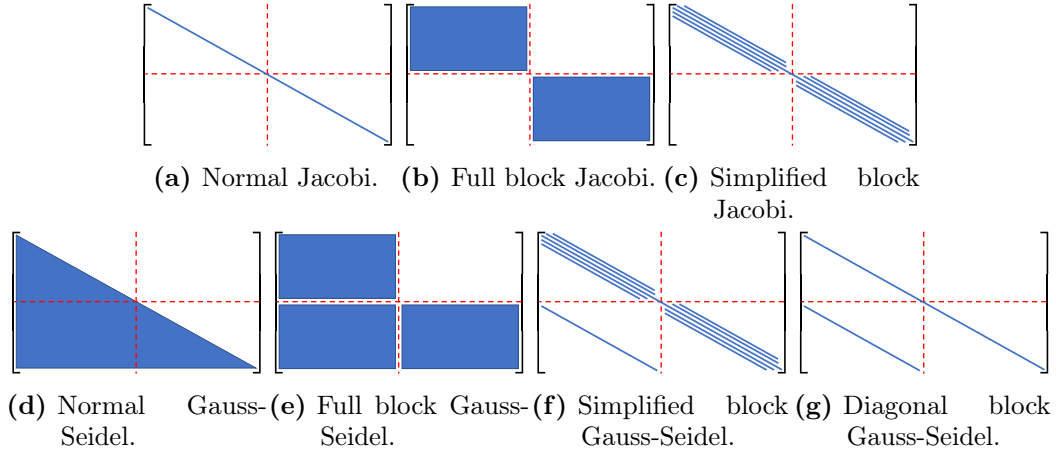 (a) Normal Jacobi. (b) Full block Jacobi. (c) Simplified block
Jacobi.
(d) Normal Gauss- (e) Full block Gauss- (f) Simplified block (g) Diagonal block
Seidel. Seidel. Gauss-Seidel. Gauss-Seidel.